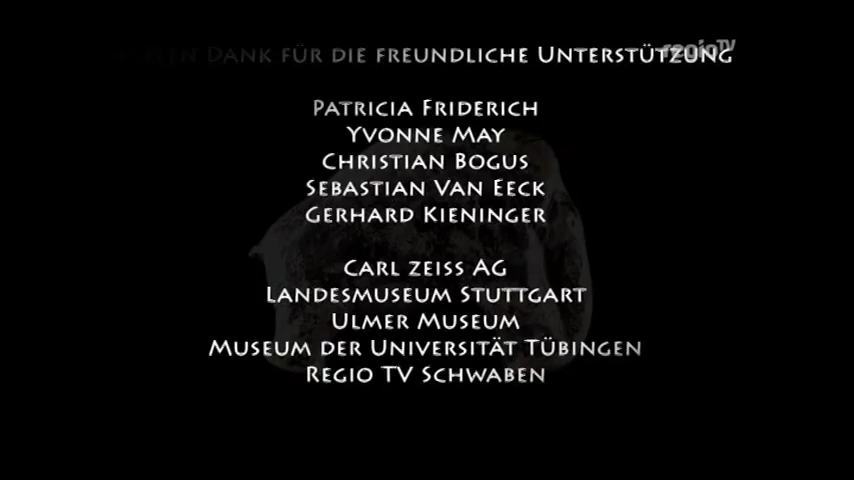 regioTV
Dank für die freundliche Unterstützung
Patricia Friderich
Yvonne May
Christian Bogus
Sebastian Van Eeck
Gerhard Kieninger
Carl zeiss AG
Landesmuseum Stuttgart
Ulmer Museum
Museum der Universität Tübingen
Regio TV Schwaben